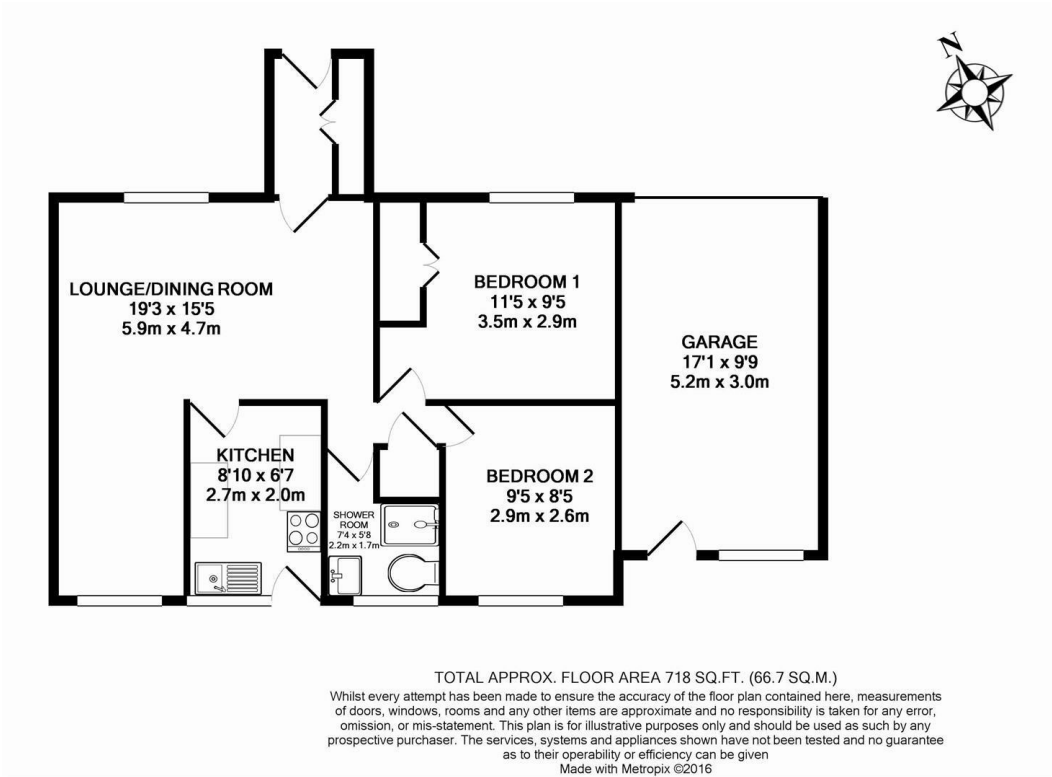 N
LOUNGE/DINING ROOM
19'3 x 15'5
5.9m x 4.7m
BEDROOM 1
11'5 x 9'5
3.5m x 2.9m
GARAGE
17'1 x 9'9
5.2m x 3.0m
KITCHEN
8'10 x 6'7
2.7m x 2.0m
BEDROOM 2
9'5 x 8'5
2.9m x 2.6m
SHOWER
ROOM
7'4 x 5'8
2.2m x 1.7m
TOTAL APPROX. FLOOR AREA 718 SQ.FT. (66.7 SQ.M.)
Whilst every attempt has been made to ensure the accuracy of the floor plan contained here, measurements
of doors, windows, rooms and any other items are approximate and no responsibility is taken for any error,
omission, or mis-statement. This plan is for illustrative purposes only and should be used as such by any
prospective purchaser. The services, systems and appliances shown have not been tested and no guarantee
as to their operability or efficiency can be given
Made with Metropix ©2016